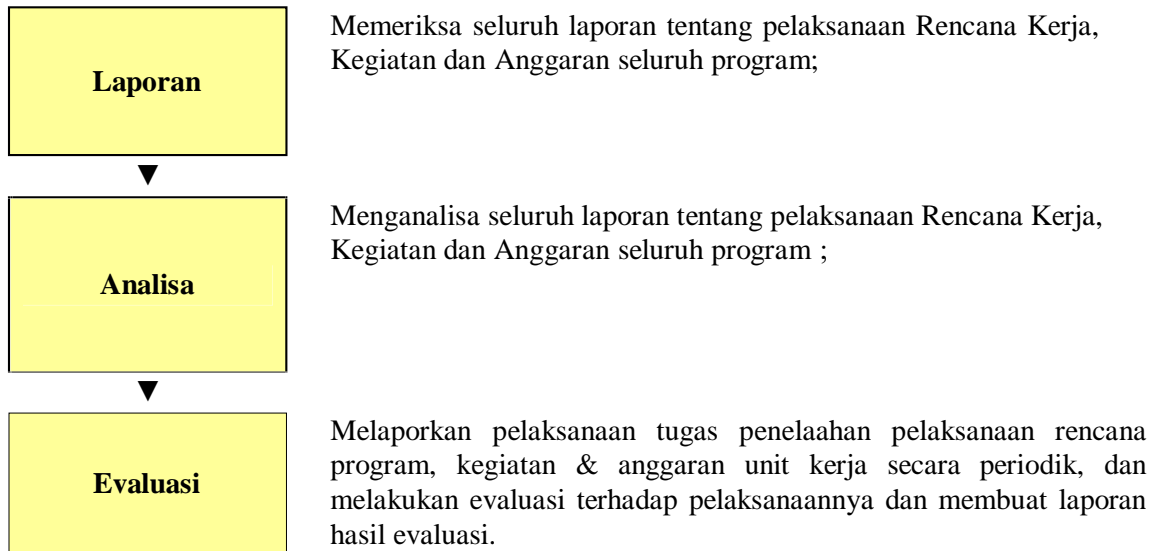 Laporan
Memeriksa seluruh laporan tentang pelaksanaan Rencana Kerja,
Kegiatan dan Anggaran seluruh program;
Analisa
Menganalisa seluruh laporan tentang pelaksanaan Rencana Kerja,
Kegiatan dan Anggaran seluruh program ;
Evaluasi
Melaporkan pelaksanaan tugas penelaahan pelaksanaan rencana
program, kegiatan & anggaran unit kerja secara periodik, dan
melakukan evaluasi terhadap pelaksanaannya dan membuat laporan
hasil evaluasi.